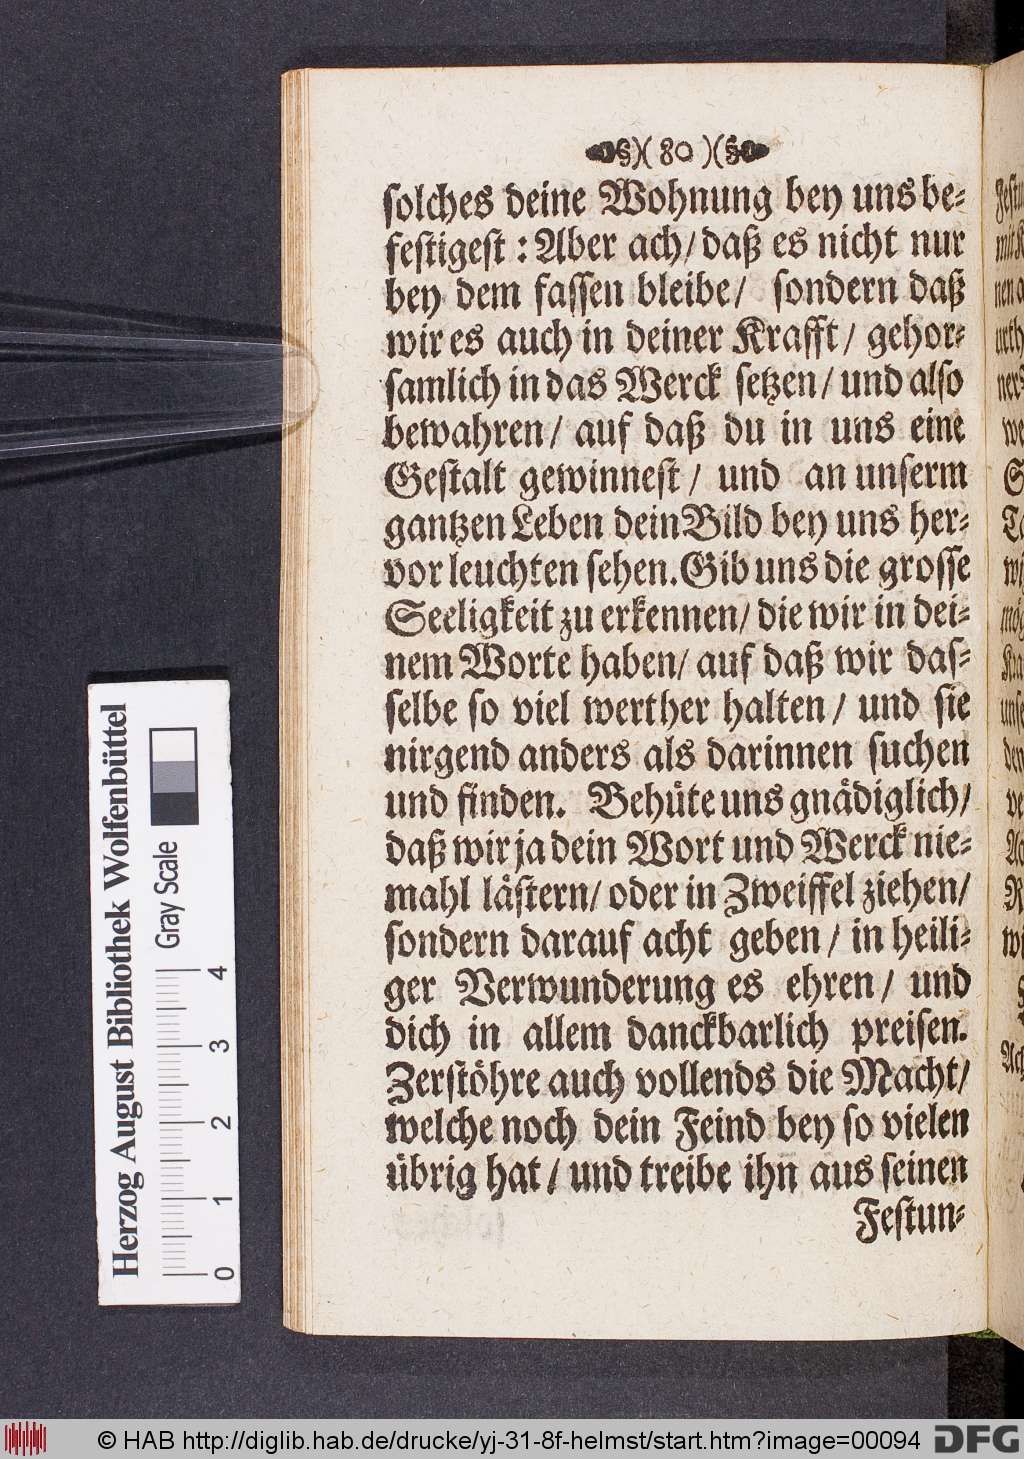 §)( 80 )(§
solches deine Wohnung bey uns be-
festigest : Aber ach/ daß es nicht nur
bey dem fassen bleibe/ sondern daß
wir es auch in deiner Krafft/ gehor-
samlich in das Werck setzen/ und also
bewahren/ auf daß du in uns eine
Gestalt gewinnest/ und an unserm
gantzen Leben dein Bild bey uns her-
vor leuchten sehen. Gib uns die grosse
Seeligkeit zu erkennen/ die wir in dei-
nem Worte haben/ auf daß wir das-
selbe so viel werther halten/ und sie
nirgend anders als darinnen suchen
und finden. Behüte uns gnädiglich/
daß wir ja dein Wort und Werck nie-
mahl lästern/ oder in Zweiffel ziehen/
sondern darauf acht geben/ in heili-
ger Verwunderung es ehren/ und
dich in allem danckbarlich preisen.
Zerstöhre auch vollends die Macht/
welche noch dein Feind bey so vielen
übrig hat/ und treibe ihn aus seinen
Festun-
Herzog August Bibliothek Wolfenbüttel
Gray Scale
0 1 2 3 4
© HAB http://diglib.hab.de/drucke/yj-31-8f-helmst/start.htm?image=00094
DFG